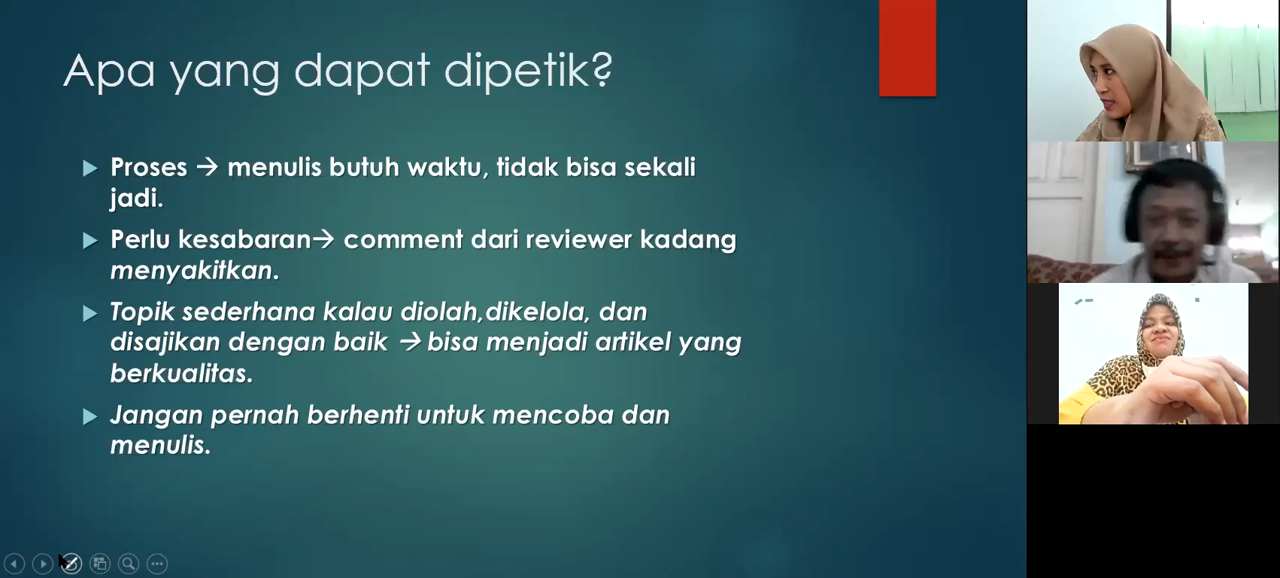 Apa yang dapat dipetik?
Proses → menulis butuh waktu, tidak bisa sekali
jadi.
Perlu kesabaran→ comment dari reviewer kadang
menyakitkan.
Topik sederhana kalau diolah,dikelola, dan
disajikan dengan baik → bisa menjadi artikel yang
berkualitas.
Jangan pernah berhenti untuk mencoba dan
menulis.